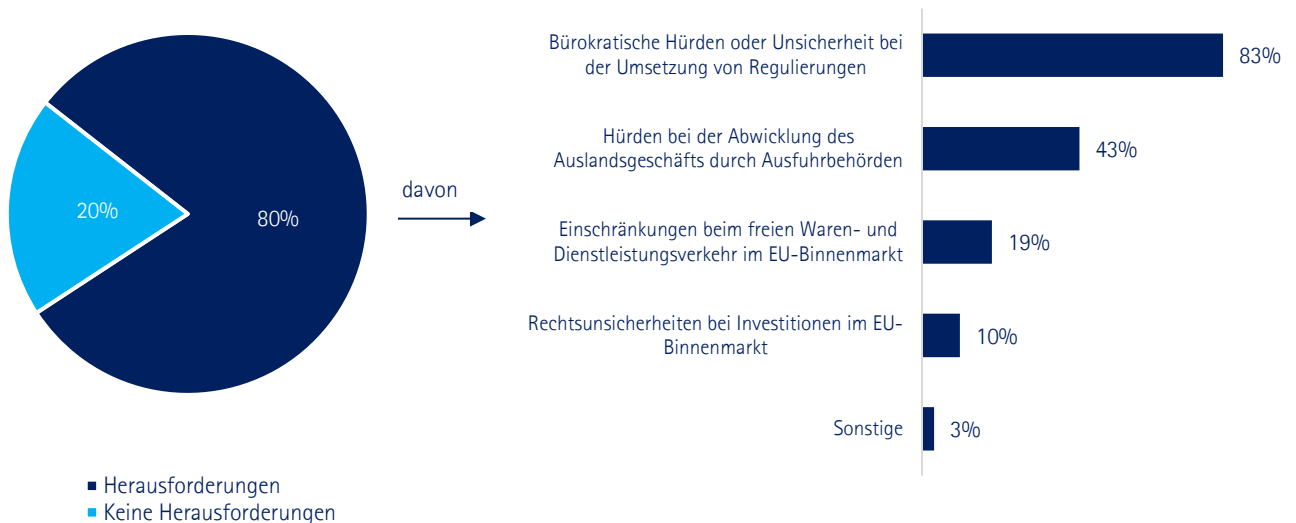 20%
80%
Herausforderungen
Keine Herausforderungen
davon
Bürokratische Hürden oder Unsicherheit bei
der Umsetzung von Regulierungen
83%
Hürden bei der Abwicklung des
Auslandsgeschäfts durch Ausfuhrbehörden
43%
Einschränkungen beim freien Waren- und
Dienstleistungsverkehr im EU-Binnenmarkt
19%
Rechtsunsicherheiten bei Investitionen im EU-
Binnenmarkt
10%
Sonstige
3%